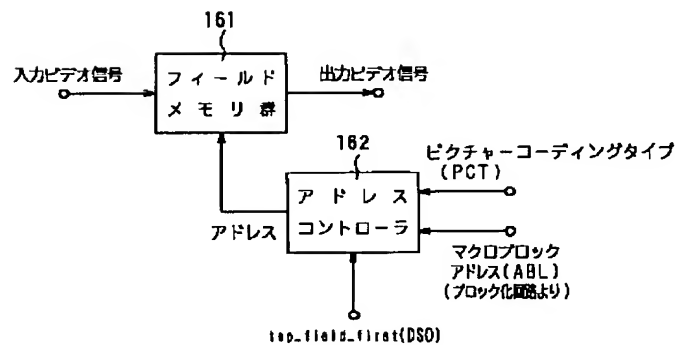 161
入力ビデオ信号
フィールド
メモリ群
出力ビデオ信号
162
アドレス
コントローラ
アドレス
ピクチャーコーディングタイプ
(PCT)
マクロブロック
アドレス(ABL)
(ブロック化回路より)
top_field_first(DSO)